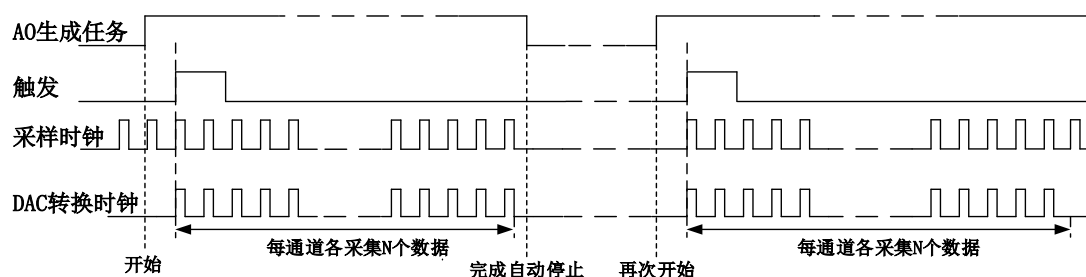 AO生成任务
触发
采样时钟
DAC转换时钟
每通道各采集N个数据
每通道各采集N个数据
开始
完成自动停止
再次开始